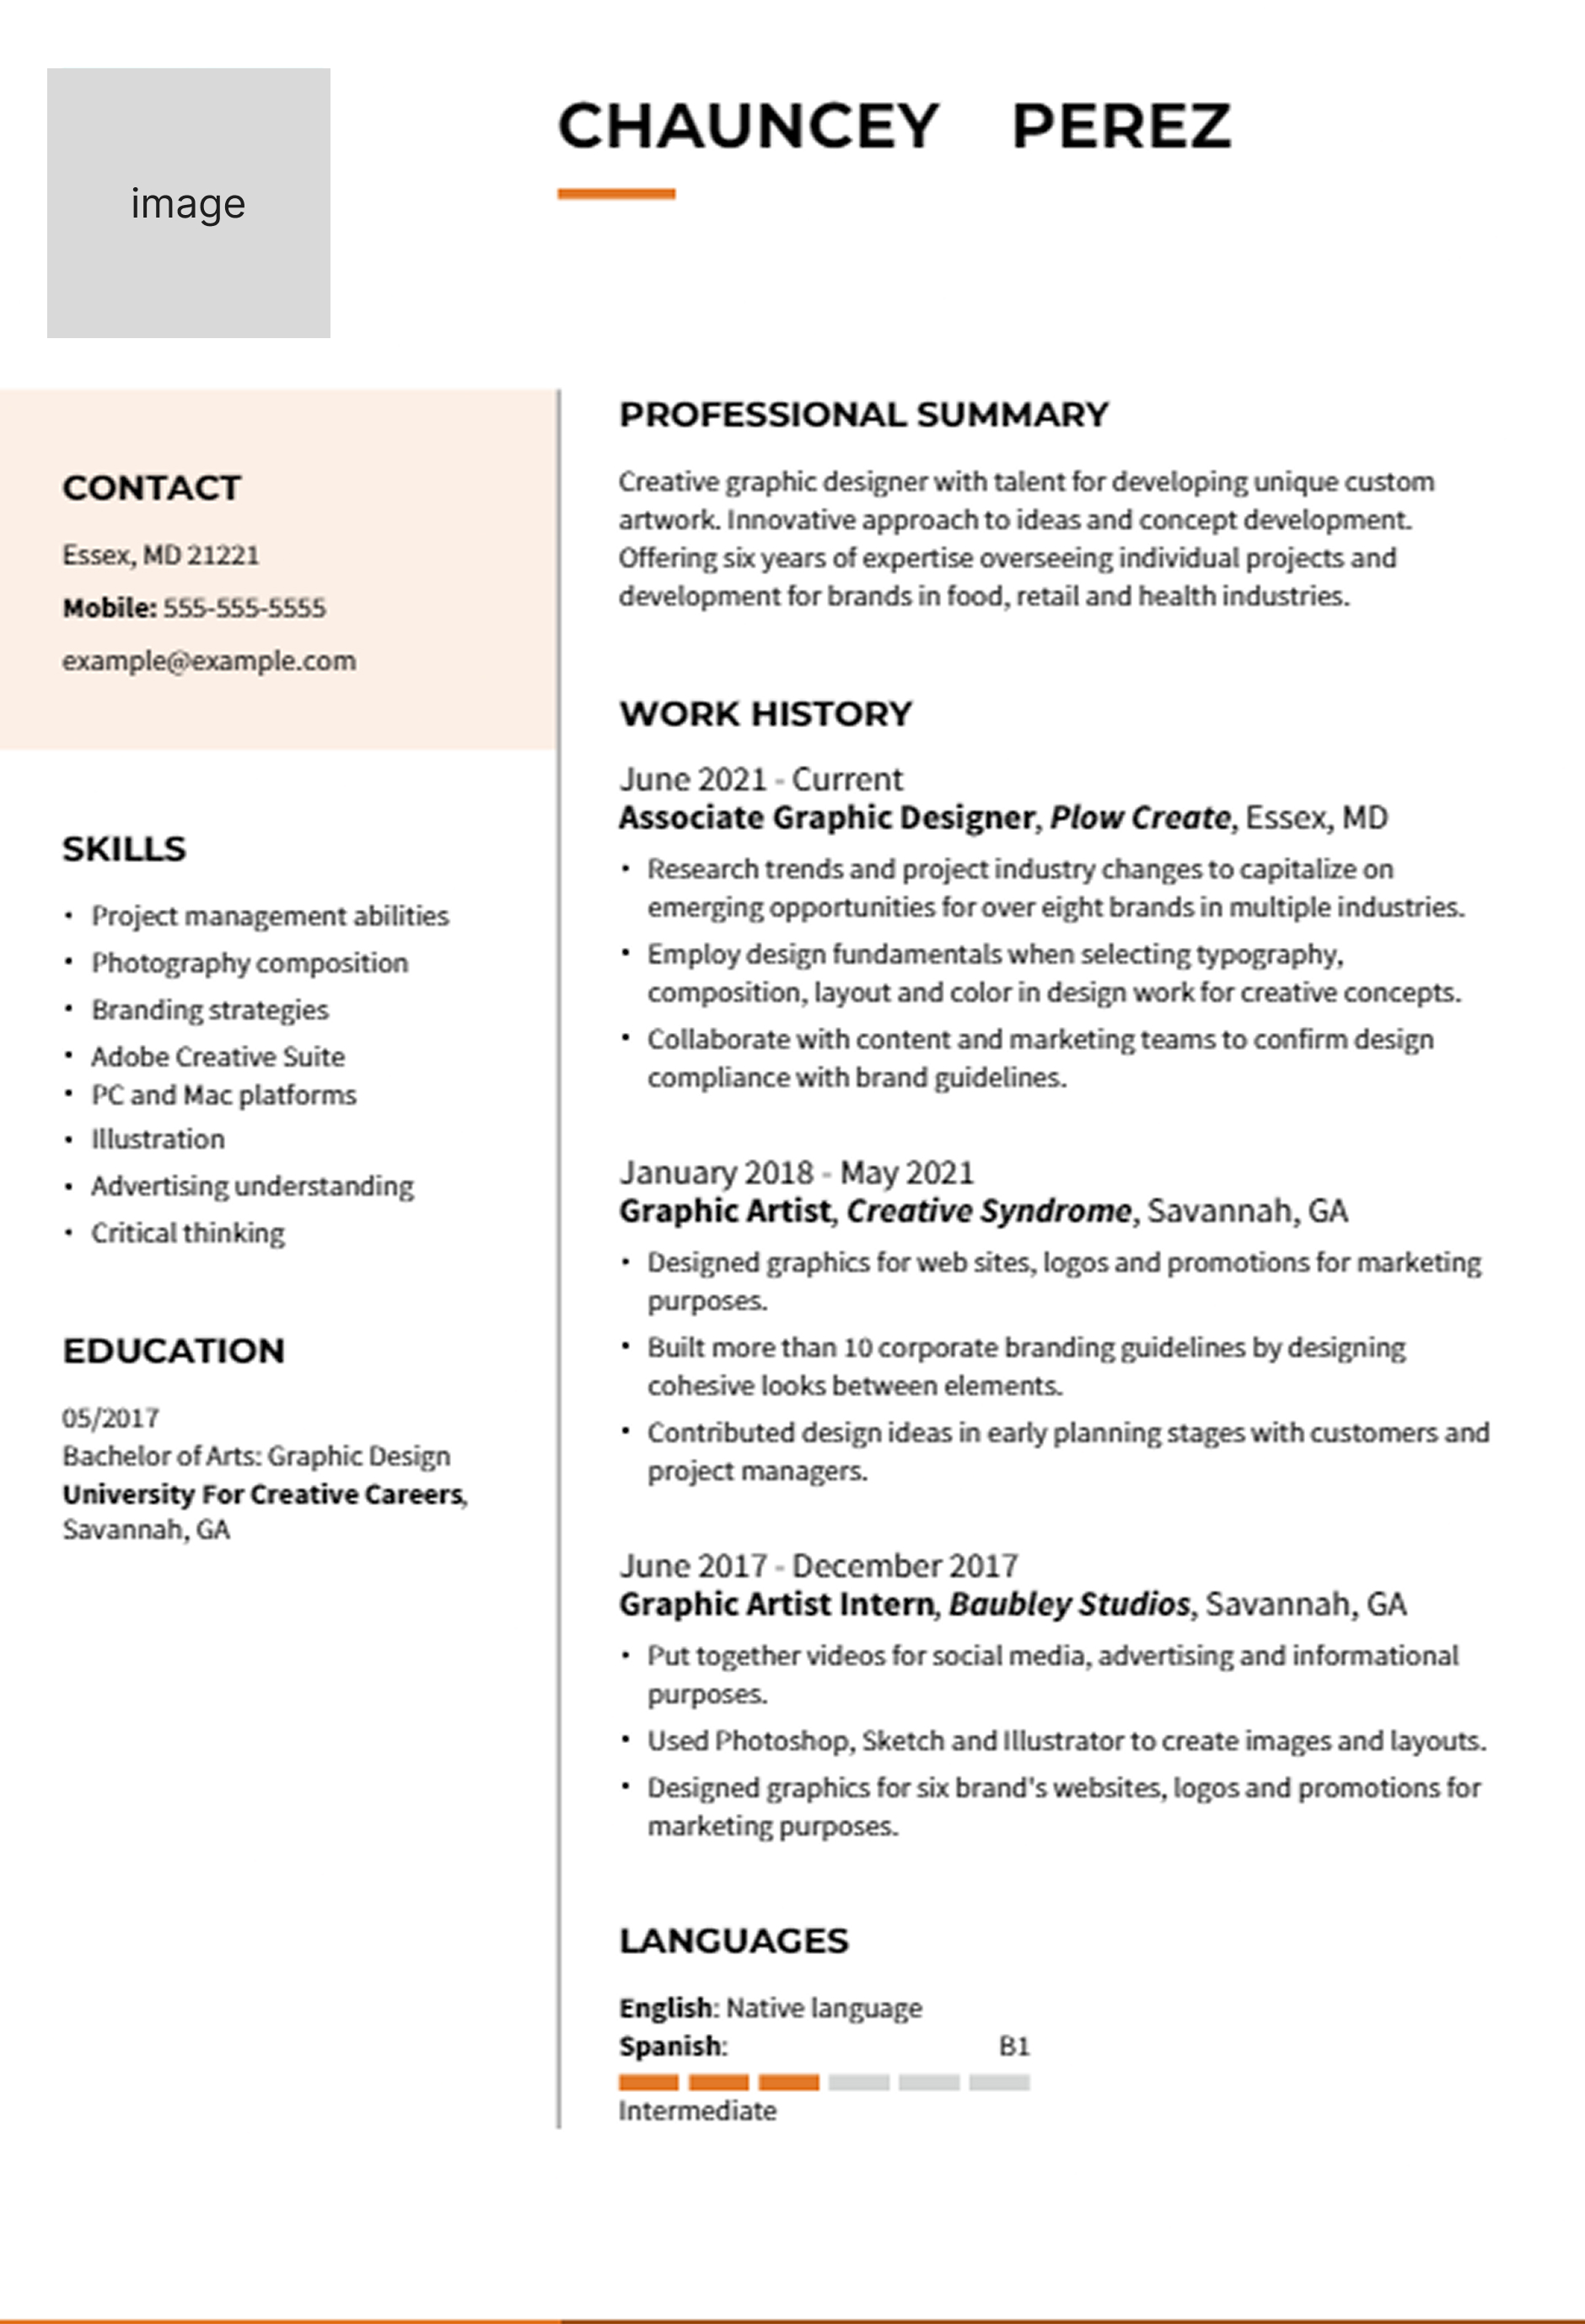 image
CHAUNCEY PEREZ
CONTACT
Essex, MD 21221
Mobile: 555-555-5555
example@example.com
SKILLS
• Project management abilities
• Photography composition
• Branding strategies
• Adobe Creative Suite
• PC and Mac platforms
• Illustration
• Advertising understanding
• Critical thinking
EDUCATION
05/2017
Bachelor of Arts: Graphic Design
University For Creative Careers,
Savannah, GA
PROFESSIONAL SUMMARY
Creative graphic designer with talent for developing unique custom
artwork. Innovative approach to ideas and concept development.
Offering six years of expertise overseeing individual projects and
development for brands in food, retail and health industries.
WORK HISTORY
June 2021 - Current
Associate Graphic Designer, Plow Create, Essex, MD
• Research trends and project industry changes to capitalize on
emerging opportunities for over eight brands in multiple industries.
• Employ design fundamentals when selecting typography,
composition, layout and color in design work for creative concepts.
• Collaborate with content and marketing teams to confirm design
compliance with brand guidelines.
January 2018 - May 2021
Graphic Artist, Creative Syndrome, Savannah, GA
• Designed graphics for web sites, logos and promotions for marketing
purposes.
• Built more than 10 corporate branding guidelines by designing
cohesive looks between elements.
• Contributed design ideas in early planning stages with customers and
project managers.
June 2017 - December 2017
Graphic Artist Intern, Baubley Studios, Savannah, GA
• Put together videos for social media, advertising and informational
purposes.
• Used Photoshop, Sketch and Illustrator to create images and layouts.
• Designed graphics for six brand's websites, logos and promotions for
marketing purposes.
LANGUAGES
English: Native language
Spanish: B1
Intermediate